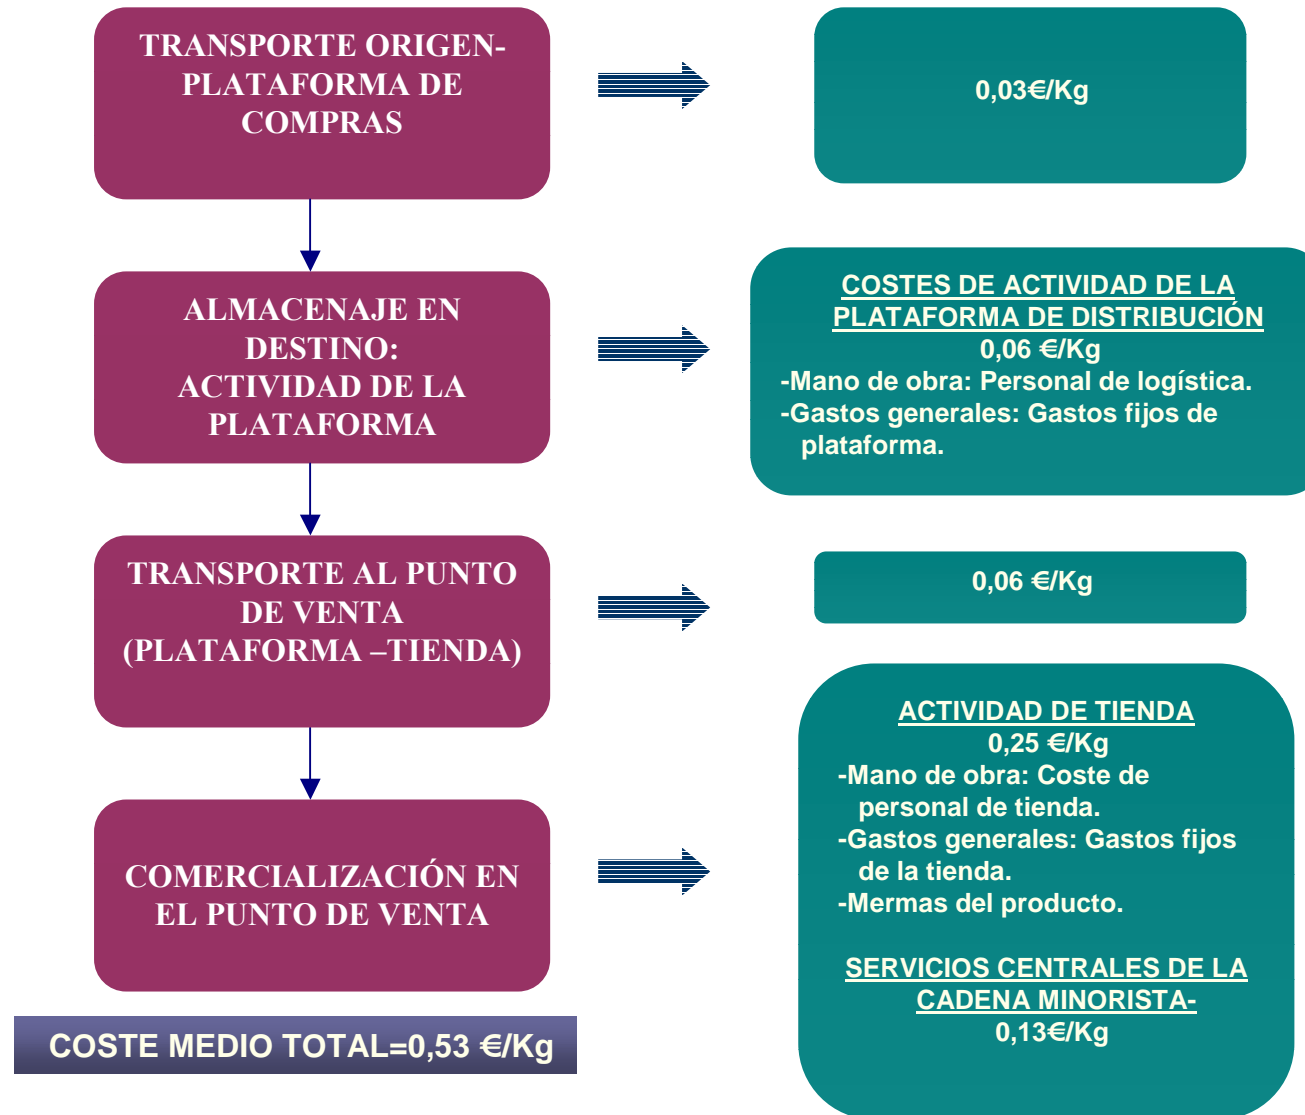 TRANSPORTE ORIGEN-
PLATAFORMA DE
COMPRAS
0,03€/Kg
ALMACENAJE EN
DESTINO:
ACTIVIDAD DE LA
PLATAFORMA
COSTES DE ACTIVIDAD DE LA
PLATAFORMA DE DISTRIBUCIÓN
0,06 €/Kg
-Mano de obra: Personal de logística.
-Gastos generales: Gastos fijos de
plataforma.
TRANSPORTE AL PUNTO
DE VENTA
(PLATAFORMA –TIENDA)
0,06 €/Kg
COMERCIALIZACIÓN EN
EL PUNTO DE VENTA
ACTIVIDAD DE TIENDA
0,25 €/Kg
-Mano de obra: Coste de
personal de tienda.
-Gastos generales: Gastos fijos
de la tienda.
-Mermas del producto.
SERVICIOS CENTRALES DE LA
CADENA MINORISTA-
0,13€/Kg
COSTE MEDIO TOTAL=0,53 €/Kg